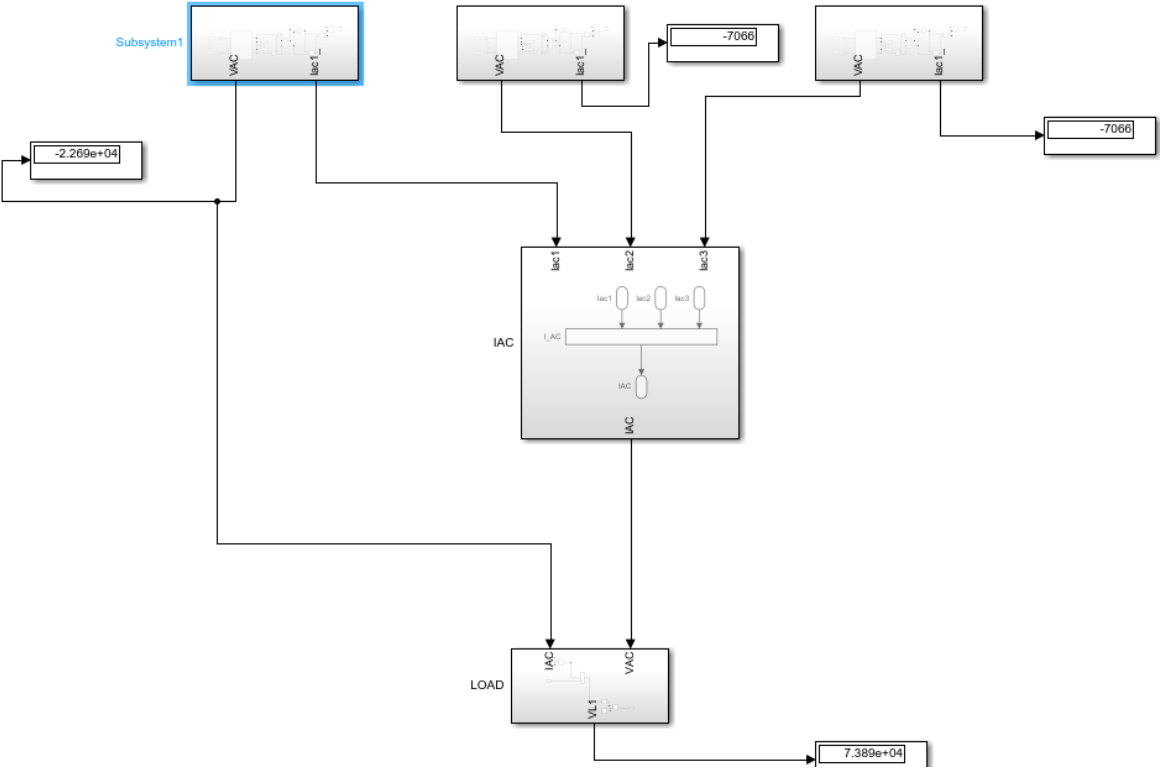 Subsystem1
VAC
Iac1_
VAC
Iac1_
-7066
VAC
Iac1_
-7066
-2.269e+04
Iac1
Iac2
Iac3
Iac1
Iac2
Iac3
I_AC
IAC
IAC
IAC
IAC
VAC
LOAD
VL1
7.389e+04